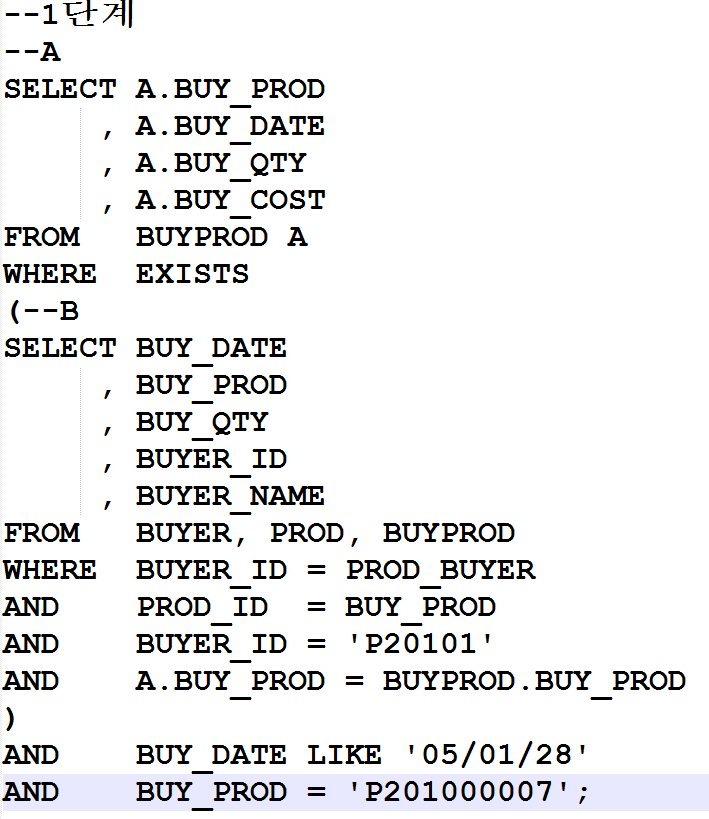 --1단계
--A
SELECT A.BUY_PROD
     , A.BUY_DATE
     , A.BUY_QTY
     , A.BUY_COST
FROM   BUYPROD A
WHERE  EXISTS
(--B
SELECT BUY_DATE
     , BUY_PROD
     , BUY_QTY
     , BUYER_ID
     , BUYER_NAME
FROM   BUYER, PROD, BUYPROD
WHERE  BUYER_ID = PROD_BUYER
AND    PROD_ID  = BUY_PROD
AND    BUYER_ID = 'P20101'
AND    A.BUY_PROD = BUYPROD.BUY_PROD
)
AND    BUY_DATE LIKE '05/01/28'
AND    BUY_PROD = 'P201000007';